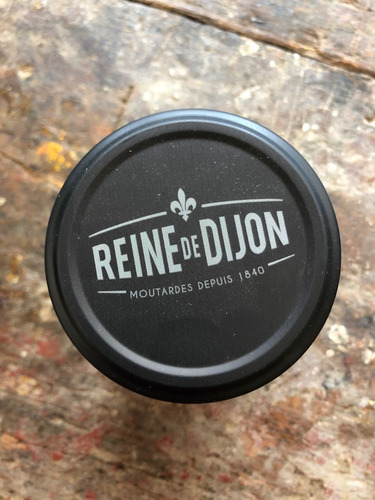 REINE DE DIJON
MOUTARDES DEPUIS 1840